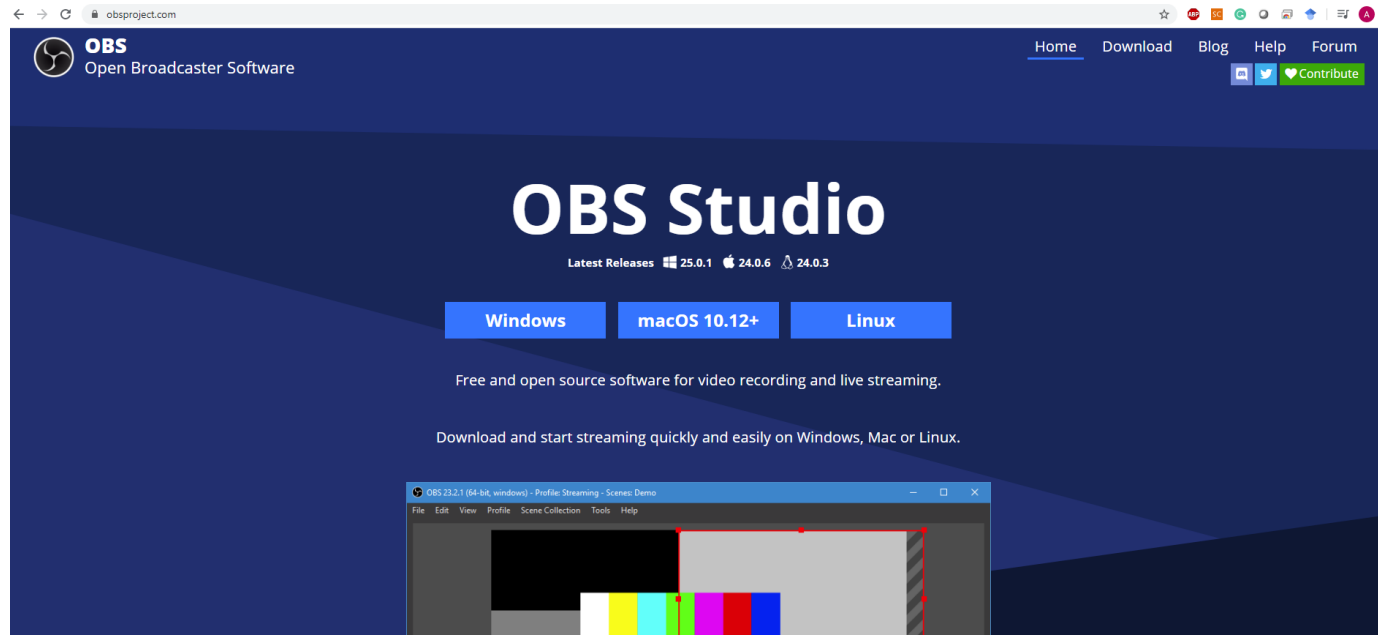 obsproject.com
ABP SC G A
OBS
Open Broadcaster Software
Home Download Blog Help Forum
Contribute
OBS Studio
Latest Releases 25.0.1 24.0.6 24.0.3
Windows macOS 10.12+ Linux
Free and open source software for video recording and live streaming.
Download and start streaming quickly and easily on Windows, Mac or Linux.
OBS 23.2.1 (64-bit, windows) - Profile: Streaming - Scenes: Demo
File Edit View Profile Scene Collection Tools Help